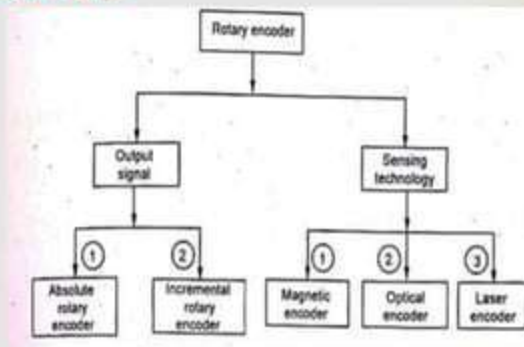 Rotary encoder
Output
signal
Sensing
technology
1
2
1
2
3
Absolute
rotary
encoder
Incremental
rotary
encoder
Magnetic
encoder
Optical
encoder
Laser
encoder